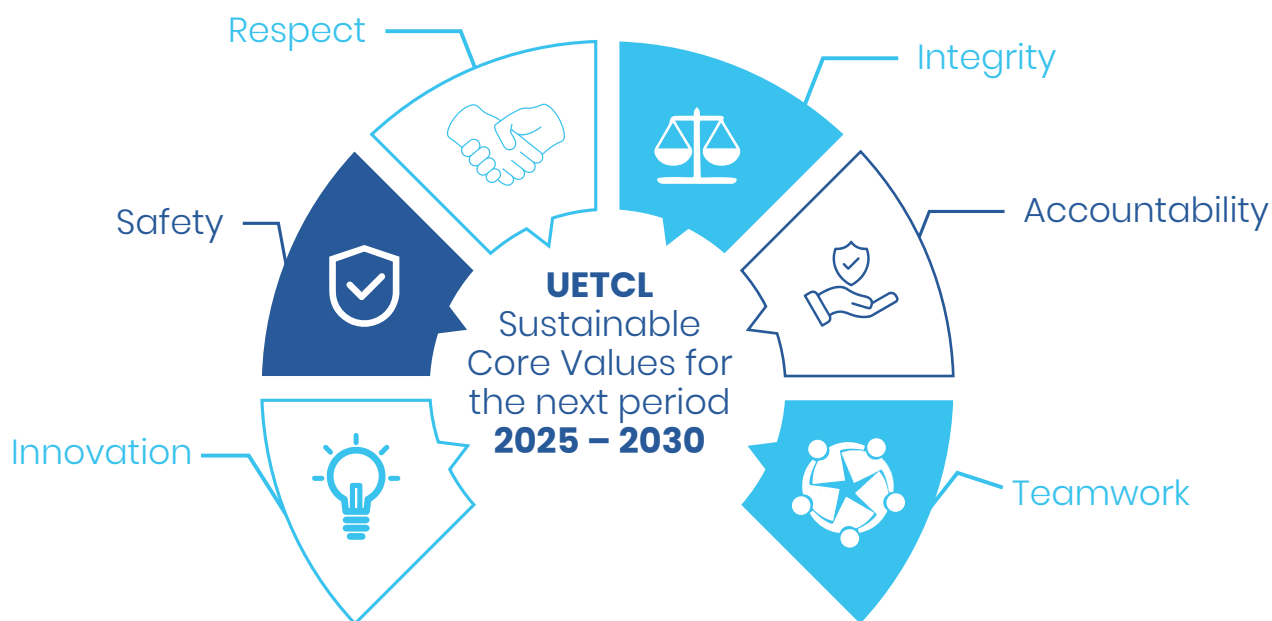 Respect
Integrity
Safety
Accountability
UETCL
Sustainable
Core Values for
the next period
2025 – 2030
Innovation
Teamwork